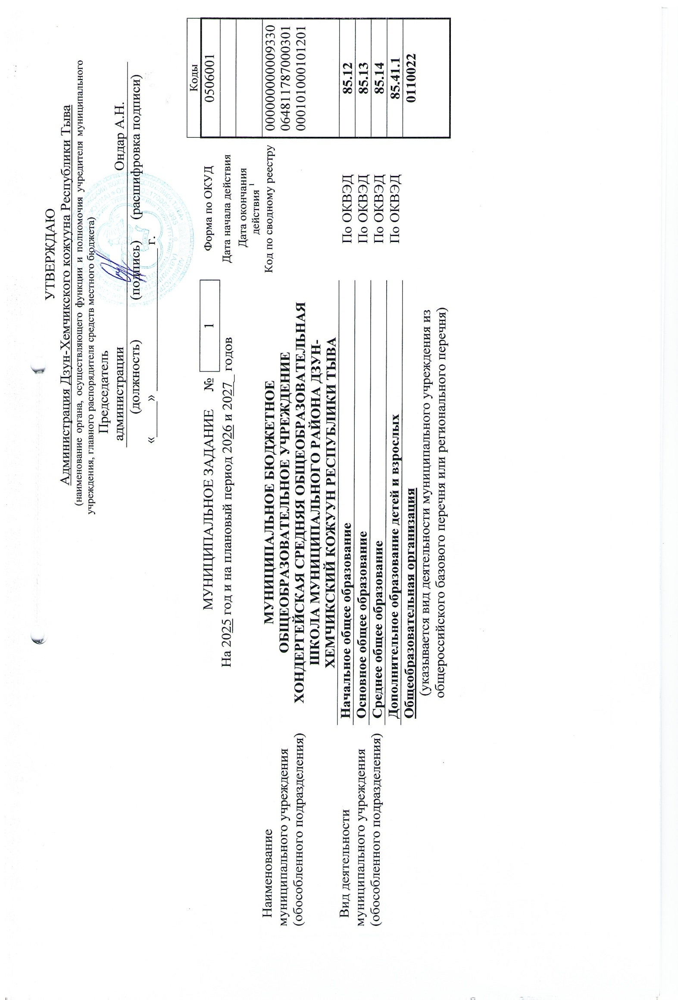 УТВЕРЖДАЮ
Администрация Дзун-Хемчикского кожууна Республики Тыва
(наименование органа, осуществляющего функции и полномочия учредителя муниципального
учреждения, главного распорядителя средств местного бюджета)
Председатель
администрации Ондар А.Н.
(должность) (подпись) (расшифровка подписи)
«_____» ____________________ г.
Коды
МУНИЦИПАЛЬНОЕ ЗАДАНИЕ № 1 Форма по ОКУД 0506001
На 2025 год и на плановый период 2026 и 2027_ годов Дата начала действия
Дата окончания
действия 1
Наименование МУНИЦИПАЛЬНОЕ БЮДЖЕТНОЕ Код по сводному реестру 00000000009330
муниципального учреждения ОБЩЕОБРАЗОВАТЕЛЬНОЕ УЧРЕЖДЕНИЕ 064811787000301
(обособленного подразделения) ХОНДЕРГЕЙСКАЯ СРЕДНЯЯ ОБЩЕОБРАЗОВАТЕЛЬНАЯ 000101000101201
ШКОЛА МУНИЦИПАЛЬНОГО РАЙОНА ДЗУН-
ХЕМЧИКСКИЙ КОЖУУН РЕСПУБЛИКИ ТЫВА
Вид деятельности Начальное общее образование По ОКВЭД 85.12
муниципального учреждения Основное общее образование По ОКВЭД 85.13
(обособленного подразделения) Среднее общее образование По ОКВЭД 85.14
Дополнительное образование детей и взрослых По ОКВЭД 85.41.1
Общеобразовательная организация 0110022
(указывается вид деятельности муниципального учреждения из
общероссийского базового перечня или регионального перечня)